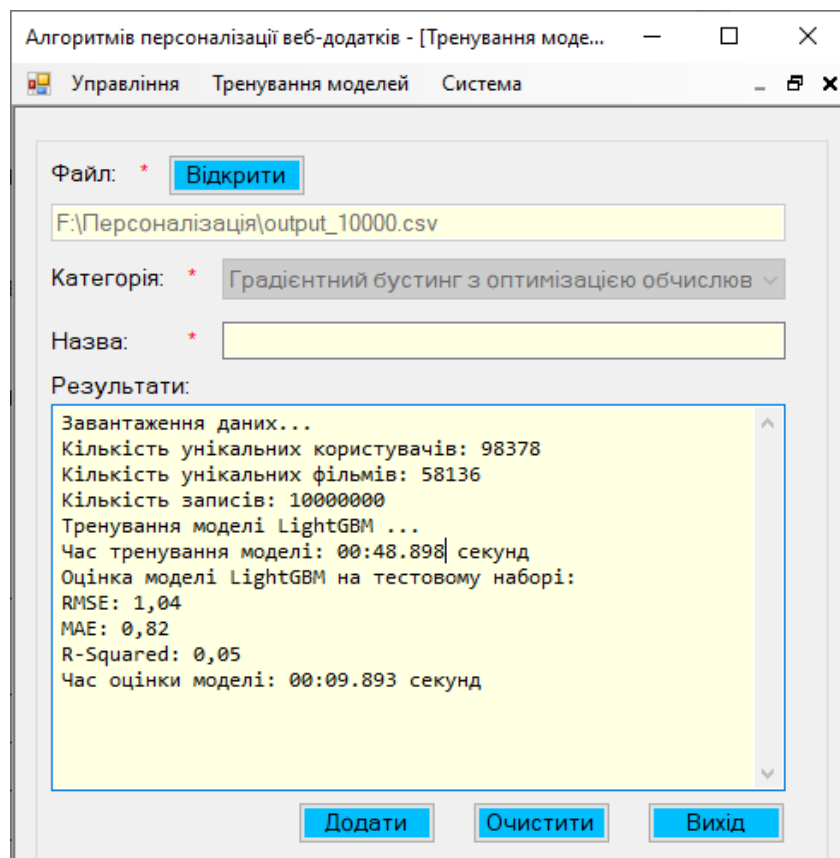 Алгоритмів персоналізації веб-додатків - [Тренування моде...
Управління Тренування моделей Система
Файл: * Відкрити
F:\Персоналізація\output_10000.csv
Категорія: * Градієнтний бустинг з оптимізацією обчислюв
Назва: *
Результати:
Завантаження даних...
Кількість унікальних користувачів: 98378
Кількість унікальних фільмів: 58136
Кількість записів: 10000000
Тренування моделі LightGBM ...
Час тренування моделі: 00:48.898 секунд
Оцінка моделі LightGBM на тестовому наборі:
RMSE: 1,04
MAE: 0,82
R-Squared: 0,05
Час оцінки моделі: 00:09.893 секунд
Додати Очистити Вихід